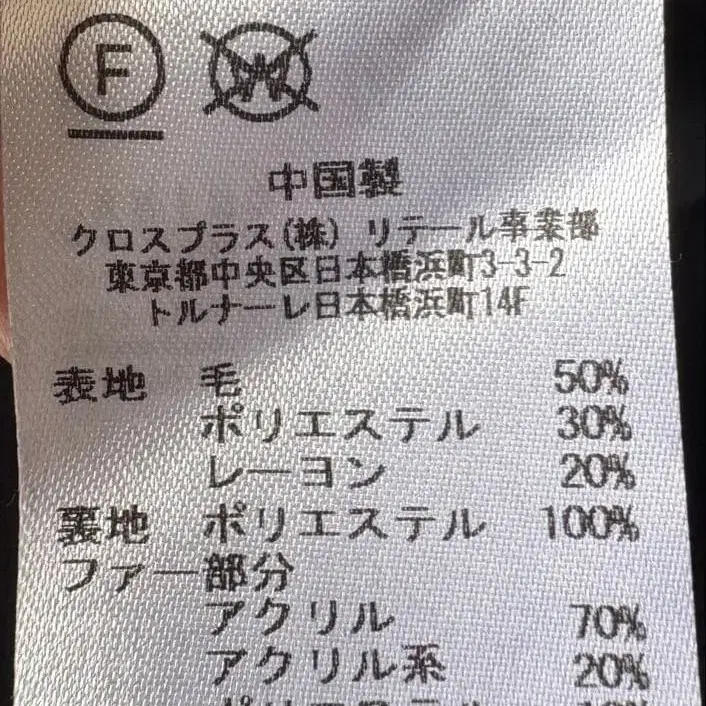 F W
中国製
クロスプラス(株) リテール事業部
東京都中央区日本橋浜町3-3-2
トルナーレ日本橋浜町14F
表地 毛 50%
ポリエステル 30%
レーヨン 20%
裏地 ポリエステル 100%
ファー部分
アクリル 70%
アクリル系 20%